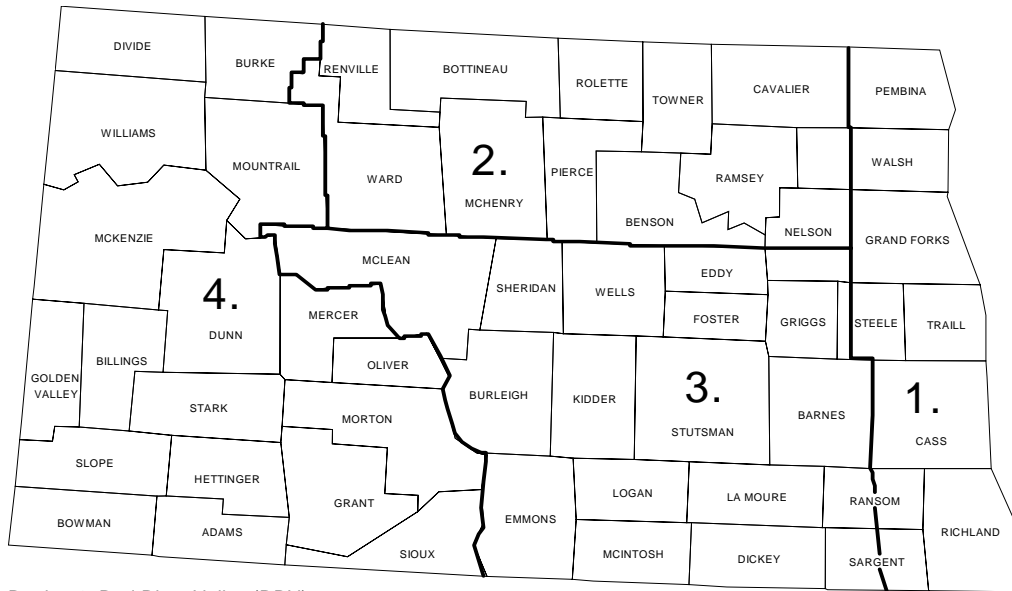 DIVIDE
BURKE
RENVILLE
BOTTINEAU
ROLETTE
TOWNER
CAVALIER
PEMBINA
WILLIAMS
MOUNTRAIL
WARD
2.
MCHENRY
PIERCE
BENSON
RAMSEY
WALSH
NELSON
GRAND FORKS
MCKENZIE
MCLEAN
SHERIDAN
WELLS
EDDY
4.
DUNN
MERCER
FOSTER
GRIGGS
STEELE
TRAILL
GOLDEN
VALLEY
BILLINGS
OLIVER
STARK
MORTON
BURLEIGH
KIDDER
3.
STUTSMAN
BARNES
1.
CASS
SLOPE
HETTINGER
GRANT
LOGAN
LA MOURE
RANSOM
BOWMAN
ADAMS
SIOUX
EMMONS
MCINTOSH
DICKEY
SARGENT
RICHLAND